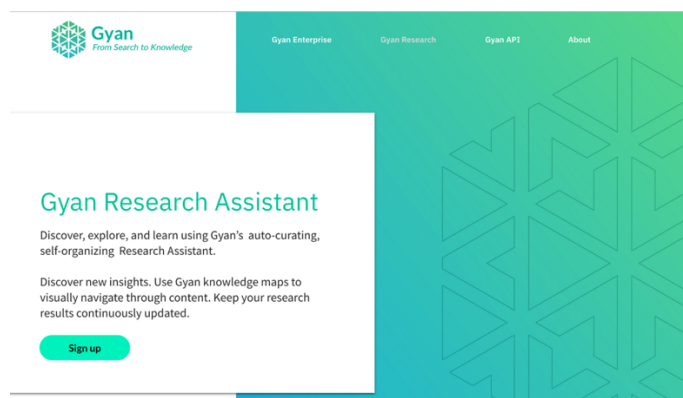 Gyan
From Search to Knowledge
Gyan Enterprise
Gyan Research
Gyan API
About
Gyan Research Assistant
Discover, explore, and learn using Gyan's auto-curating,
self-organizing Research Assistant.
Discover new insights. Use Gyan knowledge maps to
visually navigate through content. Keep your research
results continuously updated.
Sign up